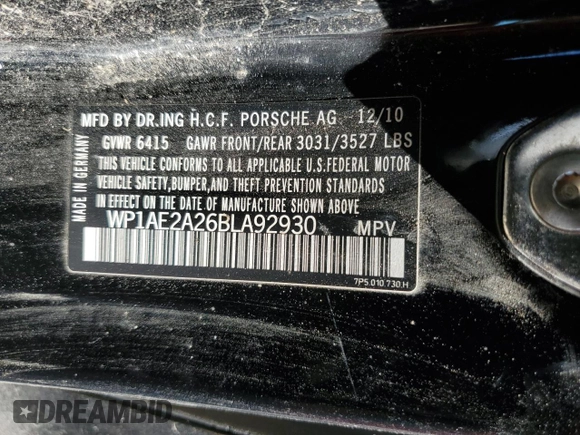 MFD BY DR.ING H.C.F. PORSCHE AG 12/10
GVWR 6415 GAWR FRONT/REAR 3031/3527 LBS
THIS VEHICLE CONFORMS TO ALL APPLICABLE U.S.FEDERAL MOTOR
VEHICLE SAFETY,BUMPER,AND THEFT PREVENTION STANDARDS
IN EFFECT ON THE DATE OF MANUFACTURE SHOWN ABOVE
WP1AE2A26BLA92930 MPV
7P5.010.730.H
MADE IN GERMANY
DREAMBID